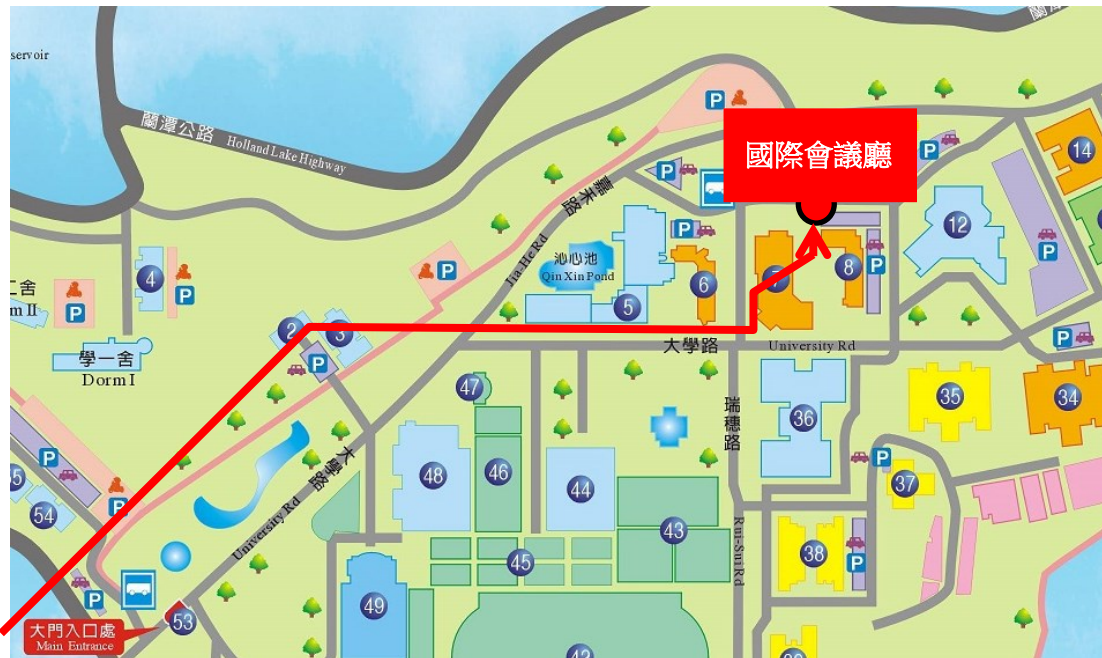 servoir
蘭潭公路
Holland Lake Highway
P
P
國際會議廳
P
14
嘉禾路
Jia-He Rd
沁心池
Qin Xin Pond
P
12
P
4
P
P
6
7
8
P
二舍
m II
P
5
2
3
P
學一舍
Dorm I
大學路
University Rd
P
47
36
35
34
瑞穗路
48
46
44
P
P
37
大學路
University Rd
55
54
P
43
Rui-Sui Rd
38
P
45
P
49
53
大門入口處
Main Entrance
42